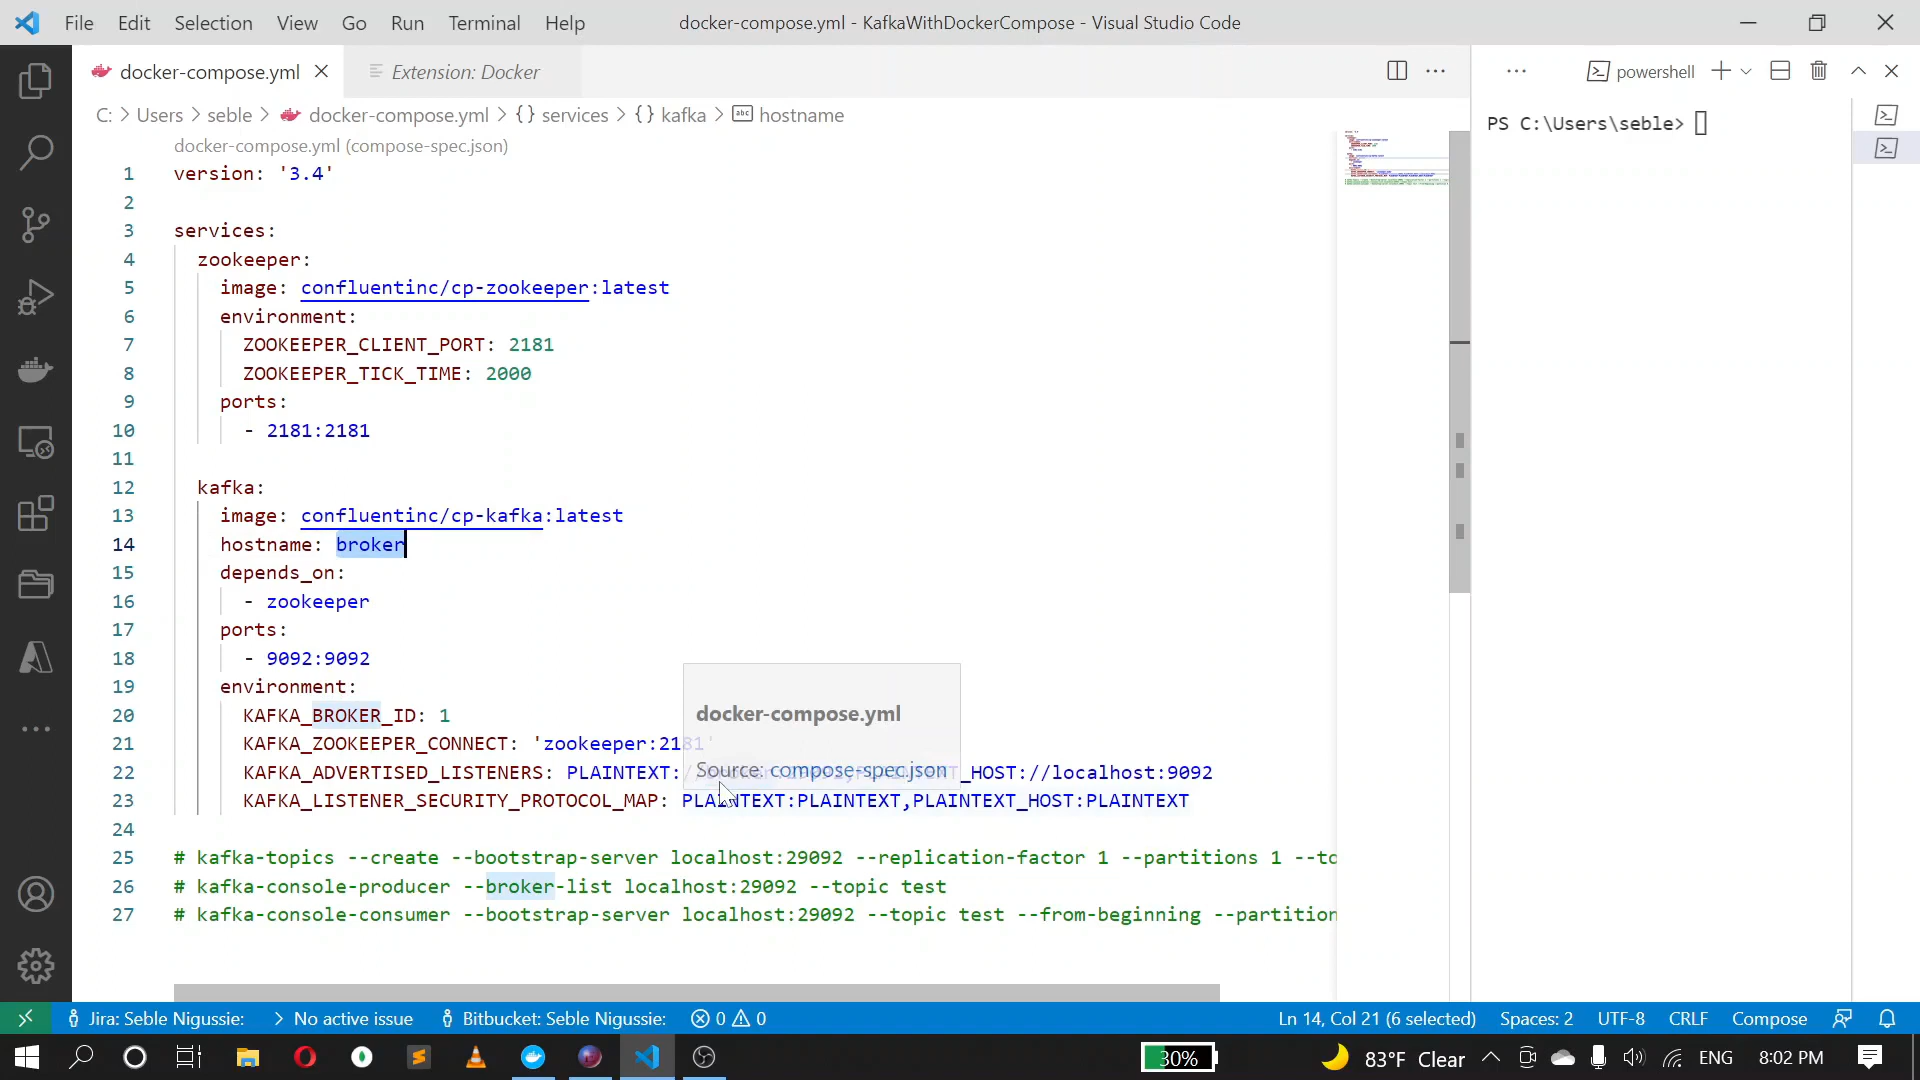 File Edit Selection View Go Run Terminal Help docker-compose.yml - KafkaWithDockerCompose - Visual Studio Code
docker-compose.yml Extension: Docker powershell
C: > Users > seble > docker-compose.yml > {} services > {} kafka > abc hostname
PS C:\Users\seble>
docker-compose.yml (compose-spec.json)
1 version: '3.4'
2
3 services:
4 zookeeper:
5 image: confluentinc/cp-zookeeper:latest
6 environment:
7 ZOOKEEPER_CLIENT_PORT: 2181
8 ZOOKEEPER_TICK_TIME: 2000
9 ports:
10 - 2181:2181
11
12 kafka:
13 image: confluentinc/cp-kafka:latest
14 hostname: broker
15 depends_on:
16 - zookeeper
17 ports:
18 - 9092:9092
19 environment:
20 KAFKA_BROKER_ID: 1
docker-compose.yml
21 KAFKA_ZOOKEEPER_CONNECT: 'zookeeper:2181'
Source: compose-spec.json
22 KAFKA_ADVERTISED_LISTENERS: PLAINTEXT:/ _HOST://localhost:9092
23 KAFKA_LISTENER_SECURITY_PROTOCOL_MAP: PLAINTEXT:PLAINTEXT,PLAINTEXT_HOST:PLAINTEXT
24
25 # kafka-topics --create --bootstrap-server localhost:29092 --replication-factor 1 --partitions 1 --to
26 # kafka-console-producer --broker-list localhost:29092 --topic test
27 # kafka-console-consumer --bootstrap-server localhost:29092 --topic test --from-beginning --partition
Jira: Seble Nigussie: > No active issue Bitbucket: Seble Nigussie: 0 0 Ln 14, Col 21 (6 selected) Spaces: 2 UTF-8 CRLF Compose
30% 83°F Clear ENG 8:02 PM